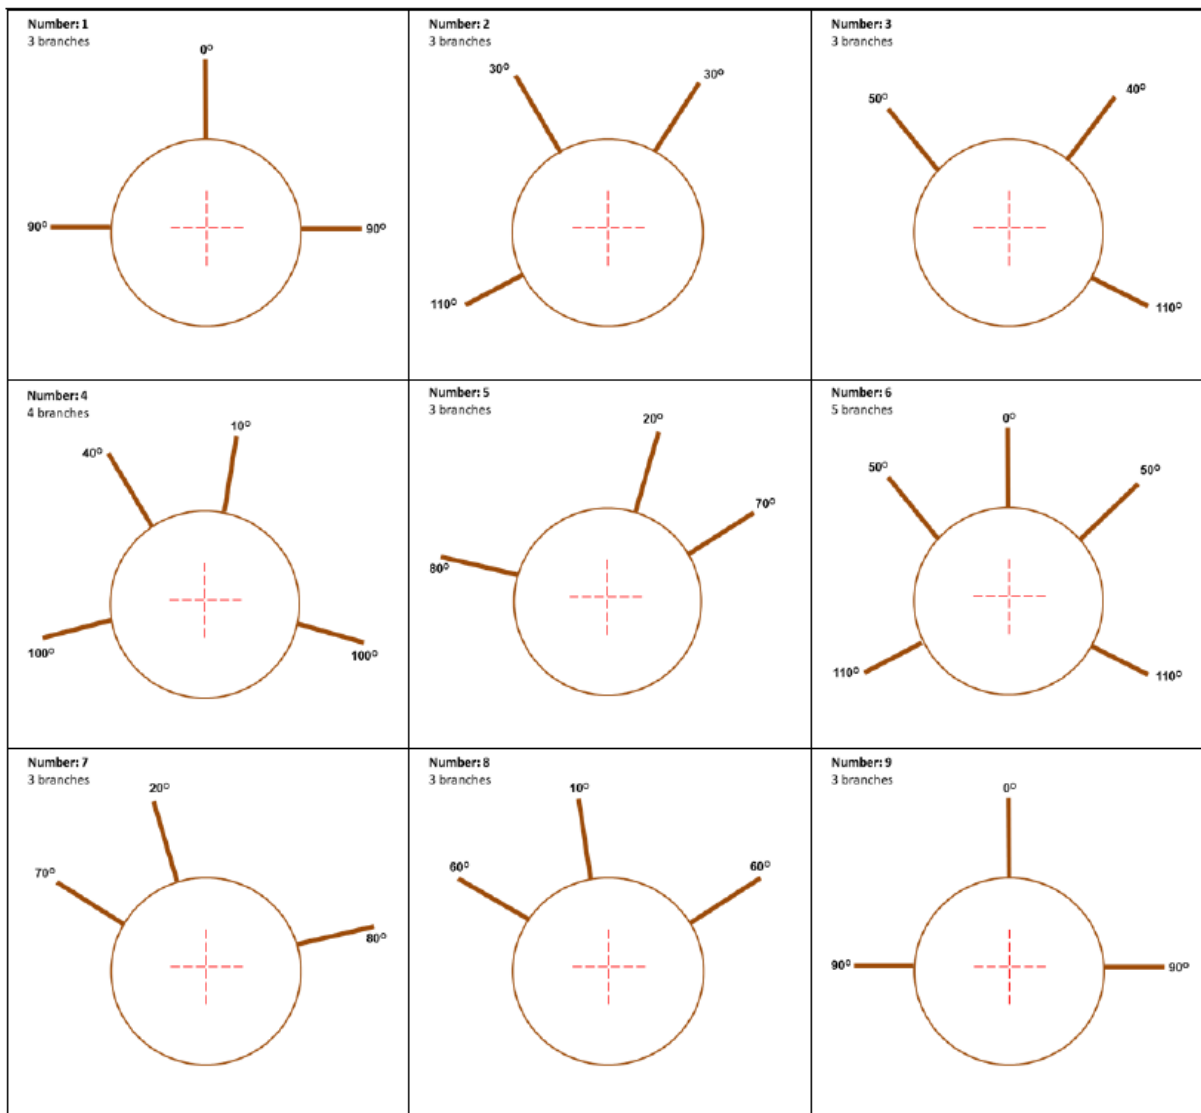 Number: 1
3 branches
0º
90º
90º
Number: 2
3 branches
30º
30º
110º
Number: 3
3 branches
50º
40º
110º
Number: 4
4 branches
40º
10º
100º
100º
Number: 5
3 branches
20º
70º
80º
Number: 6
5 branches
0º
50º
50º
110º
110º
Number: 7
3 branches
20º
70º
80º
Number: 8
3 branches
10º
60º
60º
Number: 9
3 branches
0º
90º
90º